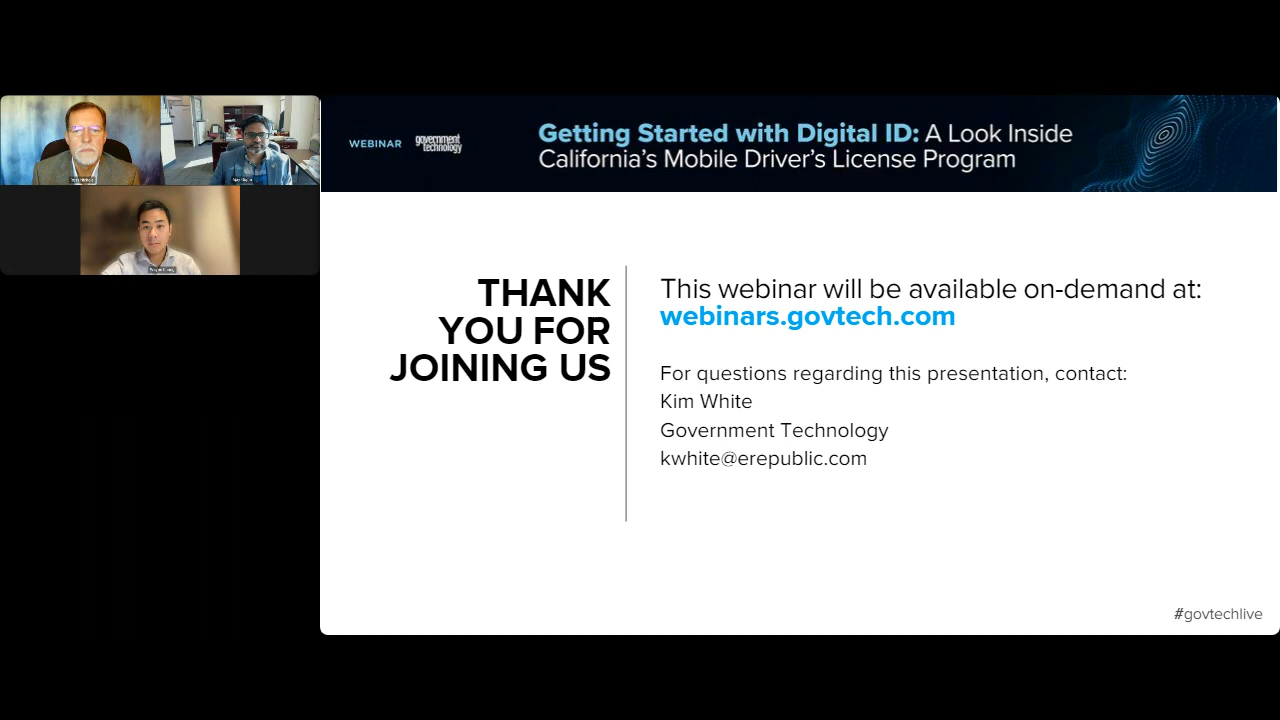 WEBINAR
government
technology
Getting Started with Digital ID: A Look Inside
California's Mobile Driver's License Program
THANK
YOU FOR
JOINING US
This webinar will be available on-demand at:
webinars.govtech.com
For questions regarding this presentation, contact:
Kim White
Government Technology
kwhite@erepublic.com
#govtechlive